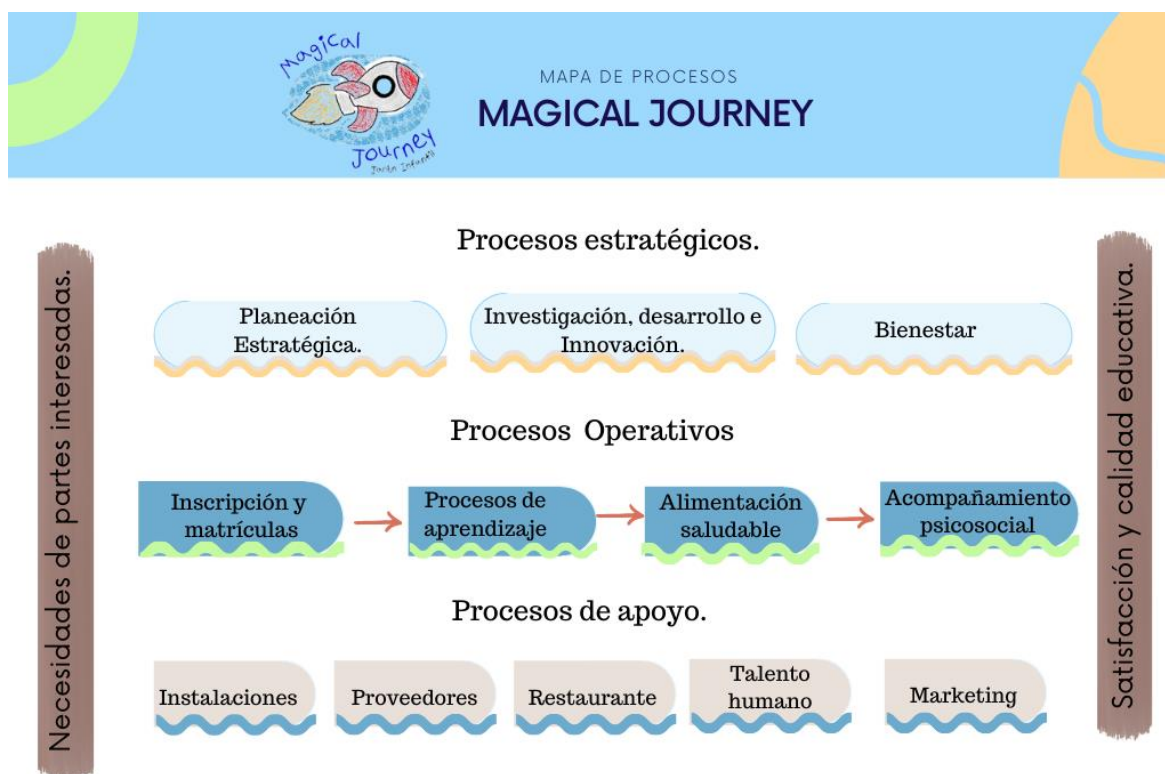 Magical
Journey
Jardín Infantil
MAPA DE PROCESOS
MAGICAL JOURNEY
Necesidades de partes interesadas.
Procesos estratégicos.
Planeación
Estratégica.
Investigación, desarrollo e
Innovación.
Bienestar
Procesos Operativos
Inscripción y
matrículas
Procesos de
aprendizaje
Alimentación
saludable
Acompañamiento
psicosocial
Procesos de apoyo.
Instalaciones
Proveedores
Restaurante
Talento
humano
Marketing
Satisfacción y calidad educativa.